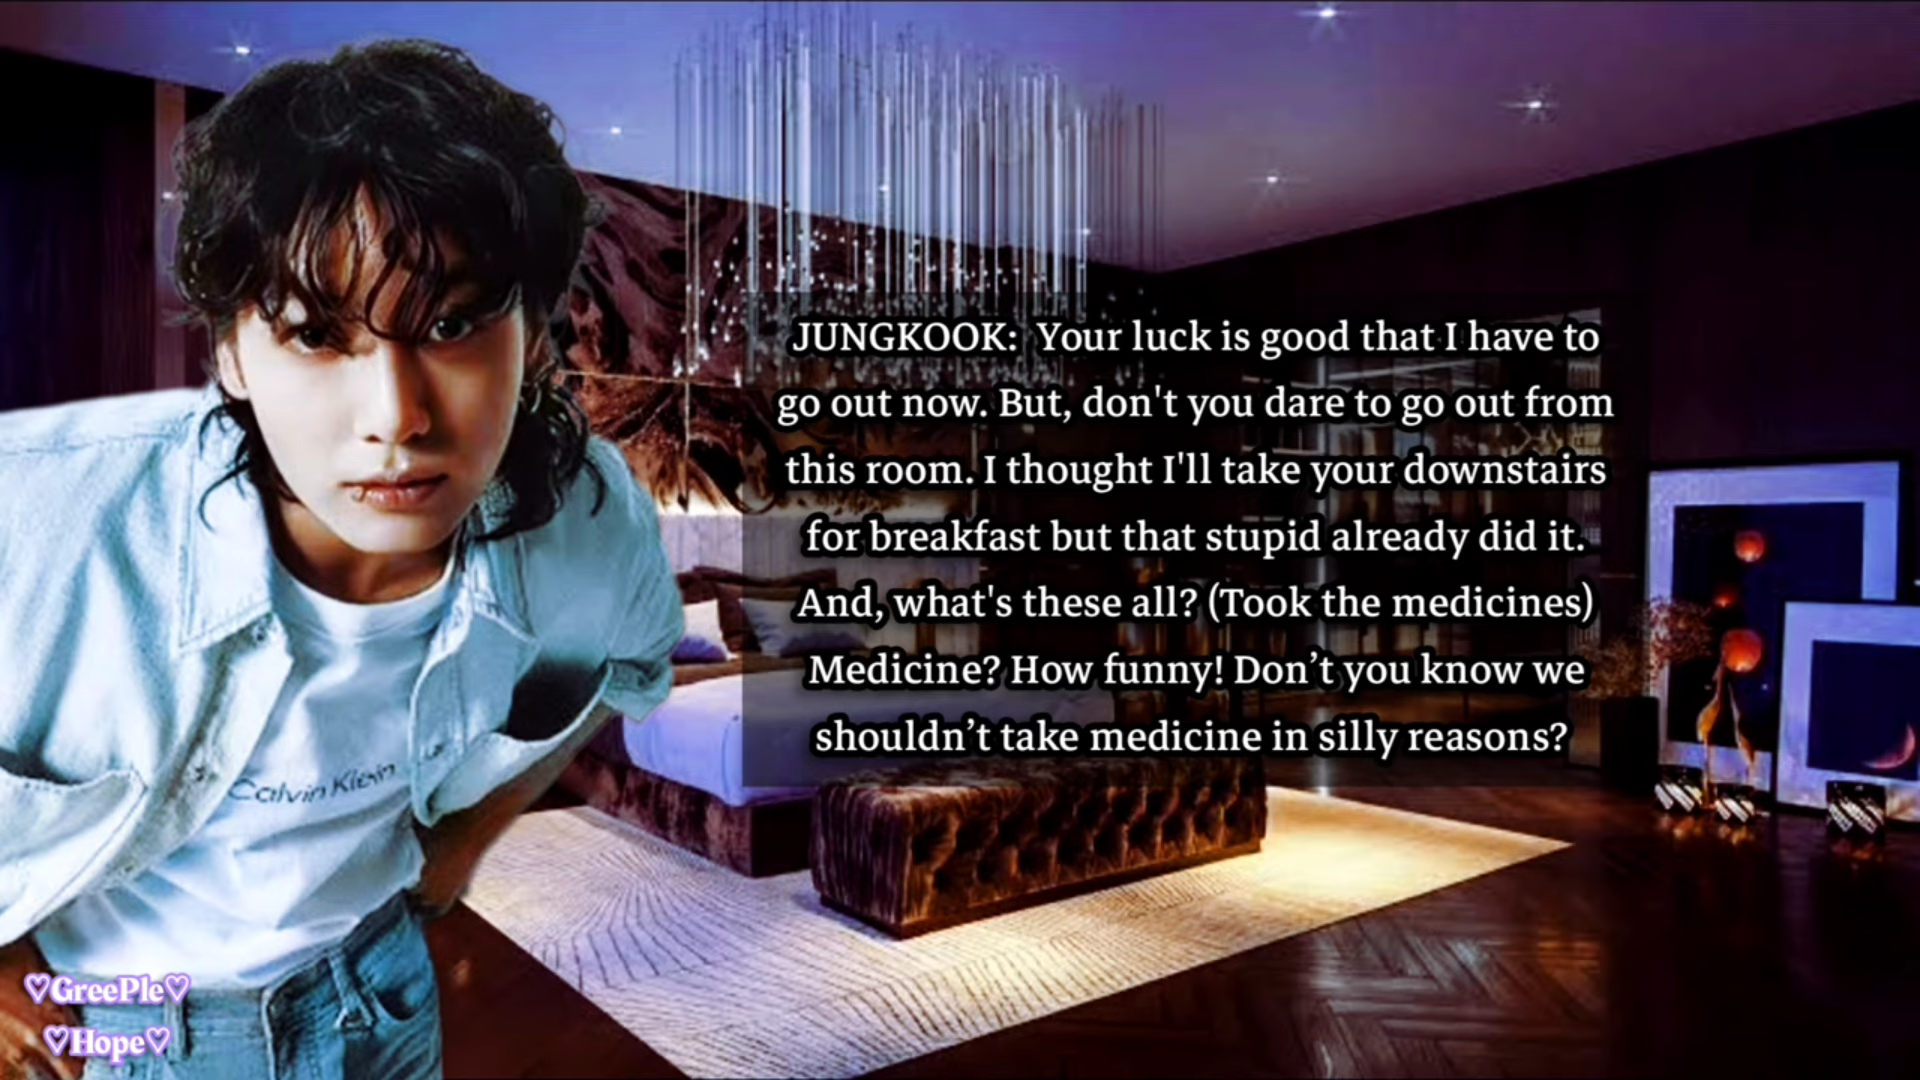 JUNGKOOK:  Your luck is good that I have to
go out now. But, don't you dare to go out from
this room. I thought I'll take your downstairs
for breakfast but that stupid already did it.
And, what's these all? (Took the medicines)
Medicine? How funny! Don’t you know we
shouldn’t take medicine in silly reasons?
Calvin Klein
♡GreePle♡
♡Hope♡